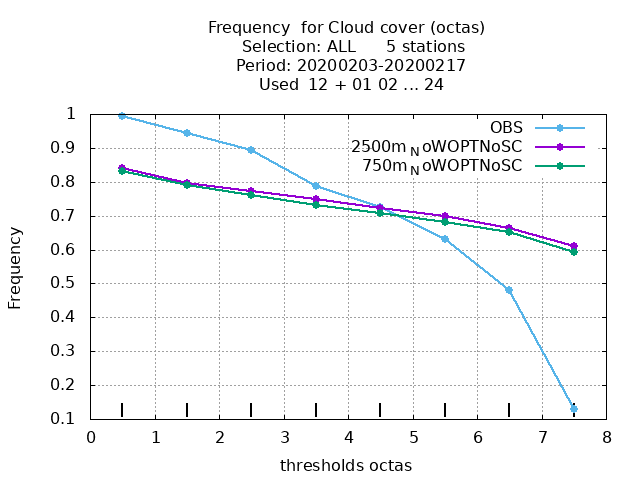 Frequency  for Cloud cover (octas)
Selection: ALL      5 stations
Period: 20200203-20200217
Used  12 + 01 02 ... 24
OBS
2500m_NoWOPTNoSC
750m_NoWOPTNoSC
1
0.9
0.8
0.7
0.6
0.5
0.4
0.3
0.2
0.1
Frequency
0 1 2 3 4 5 6 7 8
thresholds octas